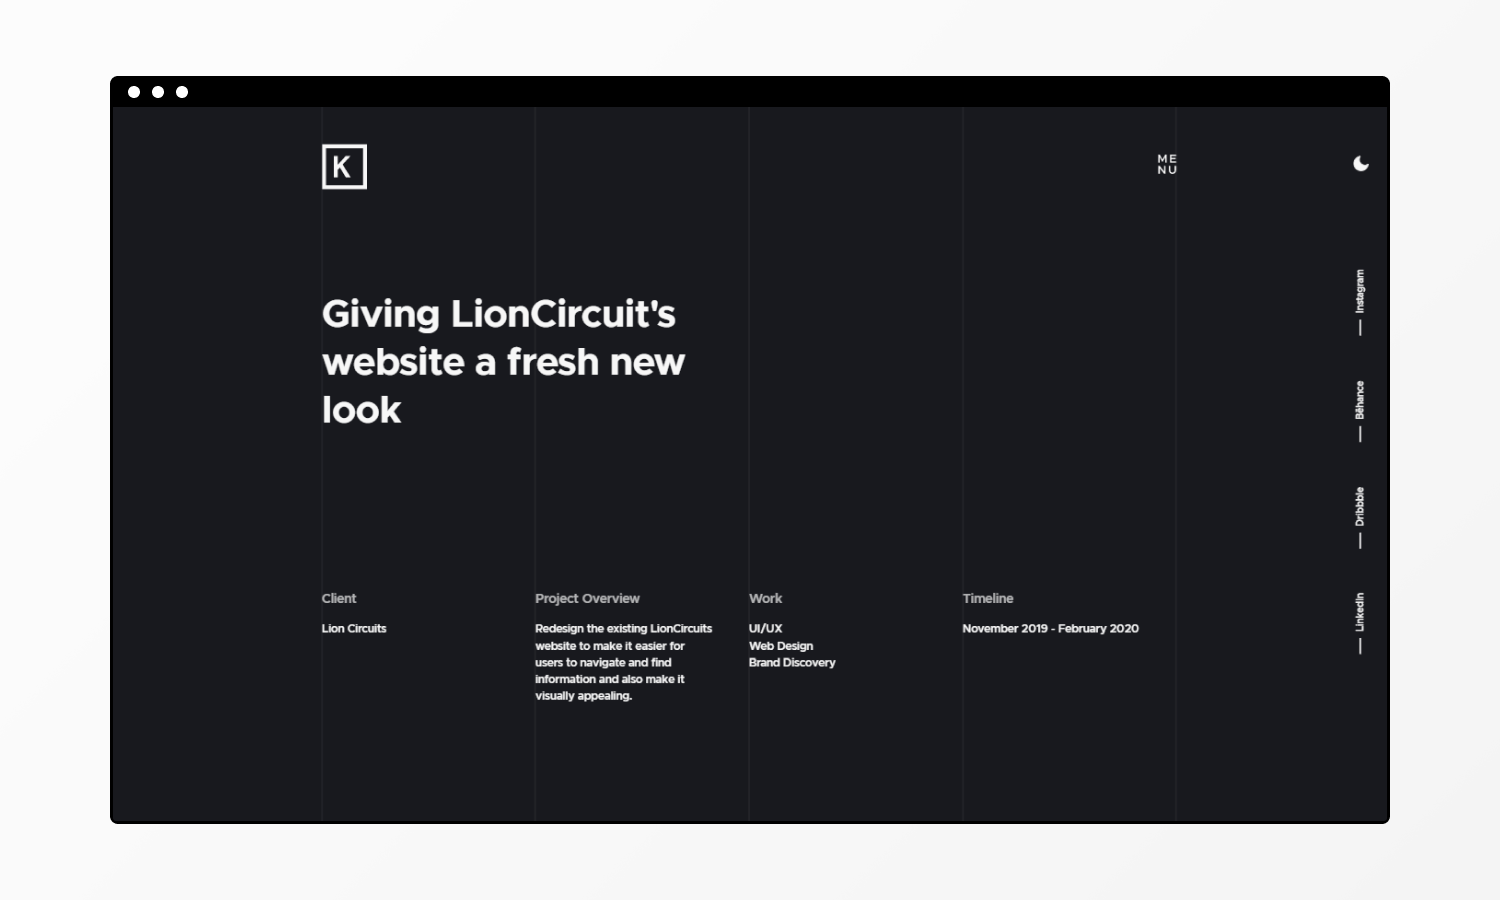 K
ME
NU
Giving LionCircuit's
website a fresh new
look
Instagram
Bēhance
Dribbble
LinkedIn
Client
Lion Circuits
Project Overview
Redesign the existing LionCircuits
website to make it easier for
users to navigate and find
information and also make it
visually appealing.
Work
UI/UX
Web Design
Brand Discovery
Timeline
November 2019 - February 2020